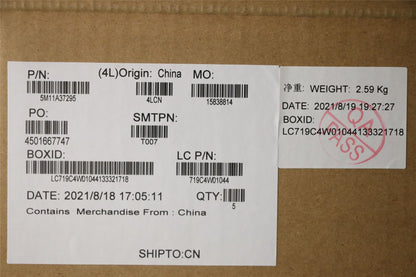 P/N:
(4L)Origin: China
MO:
5M11A37295
4LCN
15838814
PO:
SMTPN:
4501667747
T007
BOXID:
LC P/N:
LC719C4W01044133321718
719C4W01044
DATE: 2021/8/18 17:05:11
QTY:
5
Contains Merchandise From : China
SHIPTO:CN
净重: WEIGHT: 2.59 Kg
DATE: 2021/8/19 19:27:27
BOXID:
LC719C4W01044133321718
QA
PASS